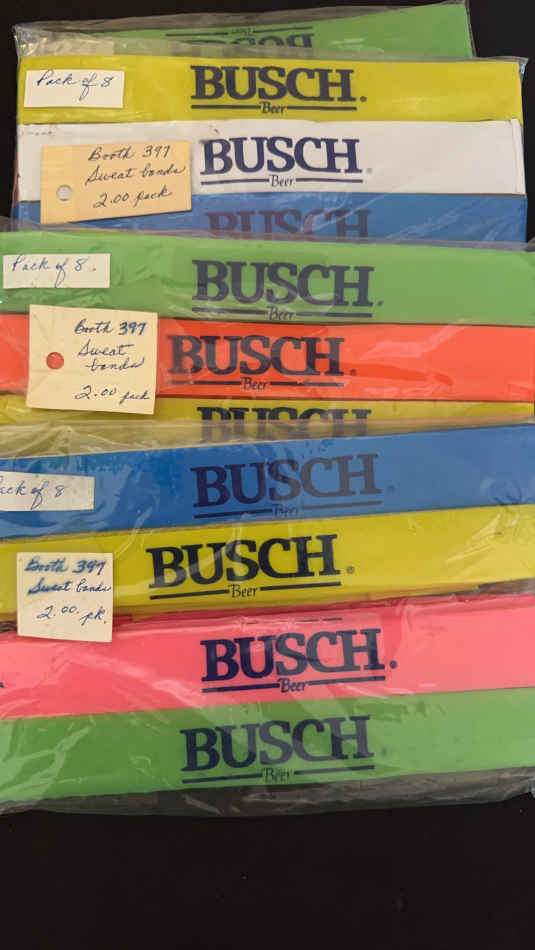 Beer
Pack of 8
BUSCH®
Beer
BUSCH®
Beer
Booth 397
Sweat bands
2.00 pack
BUSCH
BUSCH®
Beer
Pack of 8.
BUSCH®
Beer
Booth 397
Sweat
bands
2.00 pack
BUSCH
BUSCH®
Beer
ack of 8
BUSCH®
Beer
Booth 397
Sweat bands
2.00. pk.
BUSCH®
Beer
BUSCH®
Beer